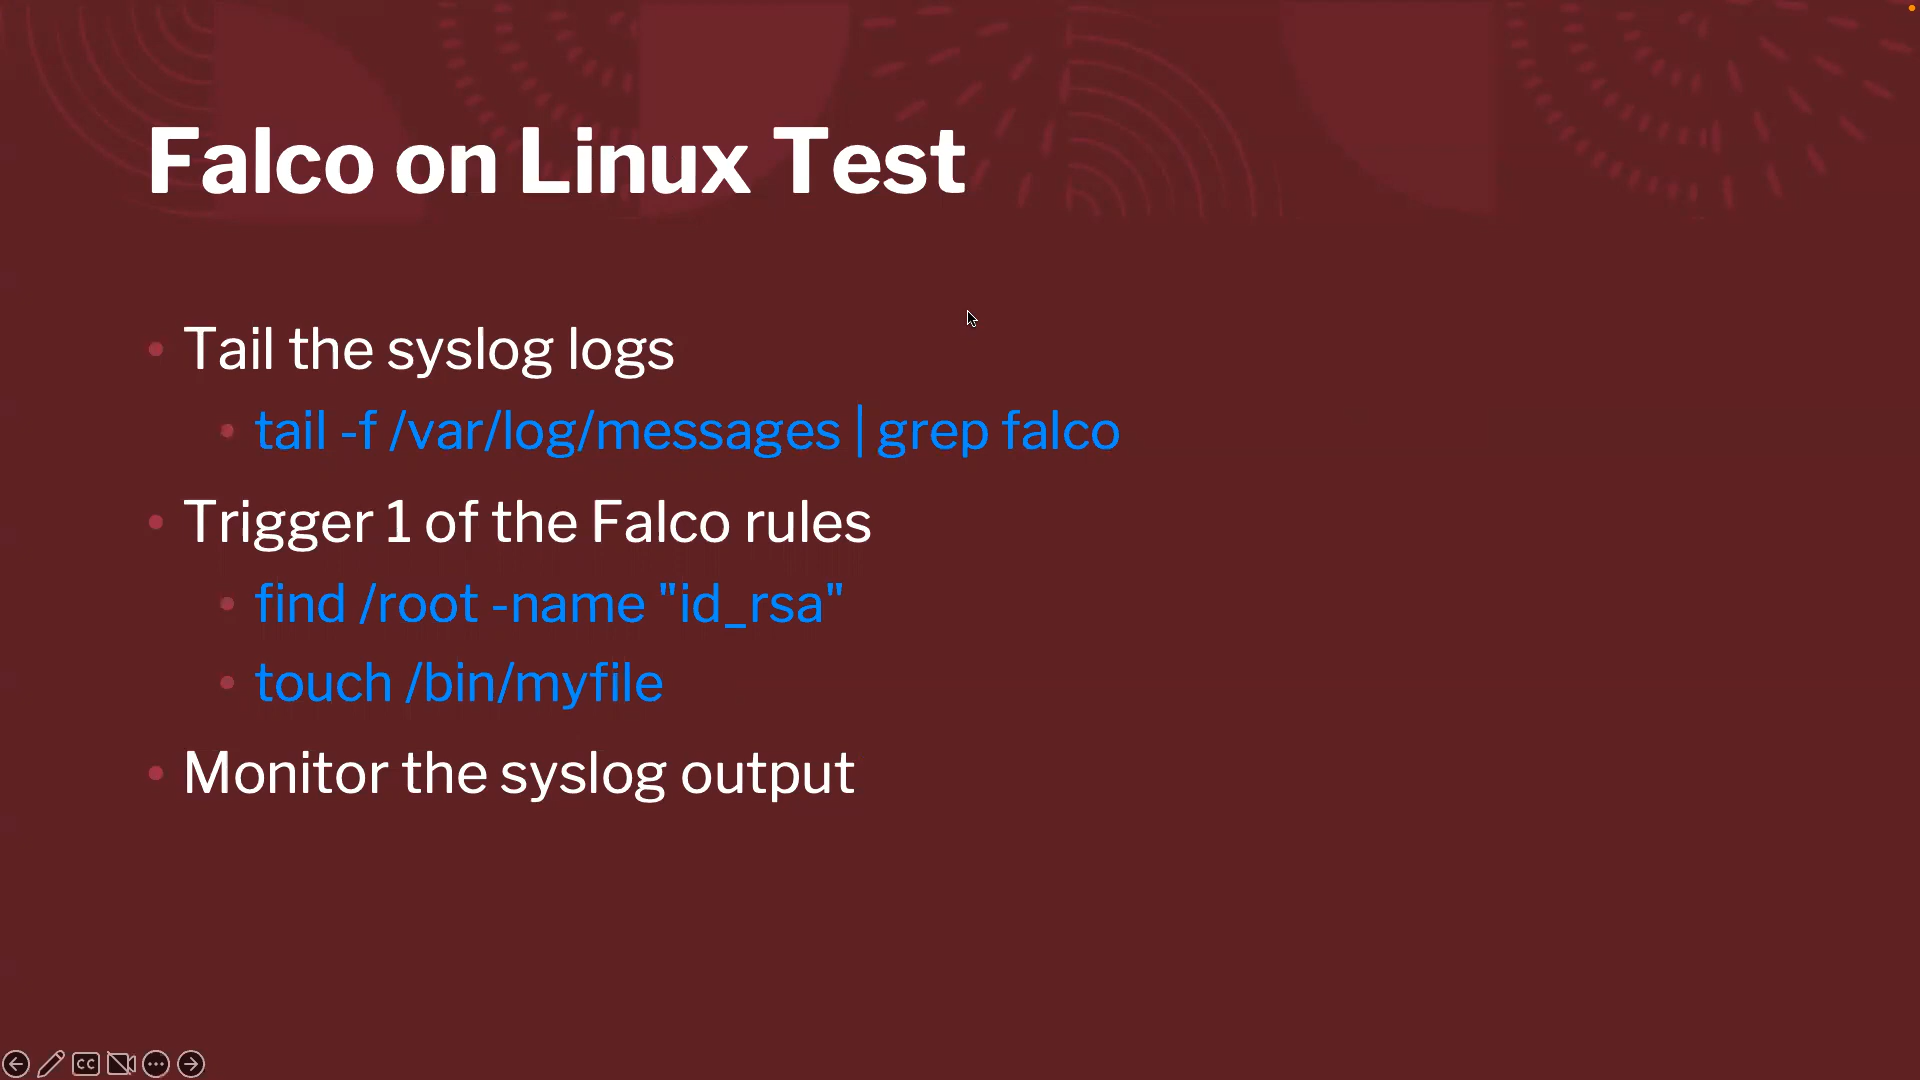 Falco on Linux Test
• Tail the syslog logs
• tail -f /var/log/messages | grep falco
• Trigger 1 of the Falco rules
• find /root -name "id_rsa"
• touch /bin/myfile
• Monitor the syslog output
CC